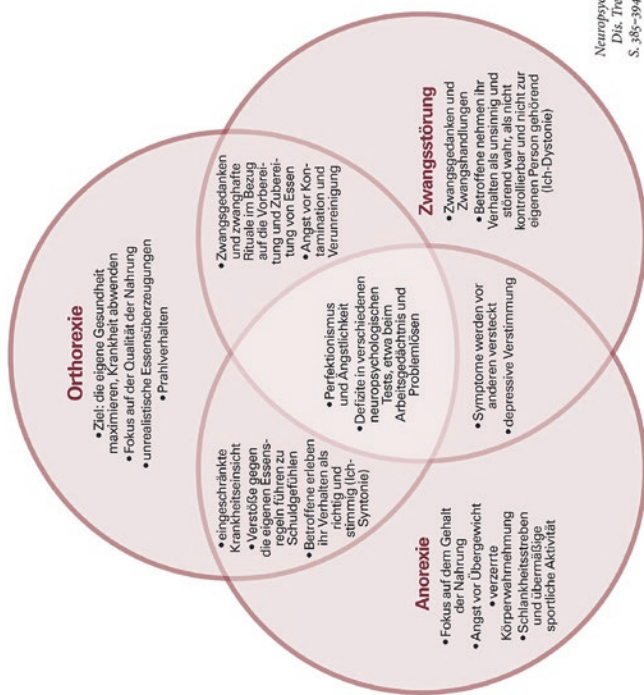 Orthorexie
• Ziel: die eigene Gesundheit
maximieren, Krankheit abwenden
• Fokus auf der Qualität der Nahrung
• unrealistische Essensüberzeugungen
• Prahlverhalten
• eingeschränkte
Krankheitseinsicht
• Verstöße gegen
die eigenen Essens-
regeln führen zu
Schuldgefühlen
• Betroffene erleben
ihr Verhalten als
richtig und
stimmig (Ich-
Syntonie)
• Zwangsgedanken
und zwanghafte
Rituale im Bezug
auf die Vorberei-
tung und Zuberei-
tung von Essen
• Angst vor Kon-
tamination und
Verunreinigung
• Perfektionismus
und Ängstlichkeit
• Defizite in verschiedenen
neuropsychologischen
Tests, etwa beim
Arbeitsgedächtnis und
Problemlösen
Anorexie
• Fokus auf dem Gehalt
der Nahrung
• Angst vor Übergewicht
• verzerrte
Körperwahrnehmung
• Schlankheitsstreben
und übermäßige
sportliche Aktivität
• Symptome werden vor
anderen versteckt
• depressive Verstimmung
Zwangsstörung
• Zwangsgedanken und
Zwangshandlungen
• Betroffene nehmen ihr
Verhalten als unsinnig und
störend wahr, als nicht
kontrollierbar und nicht zur
eigenen Person gehörend
(Ich-Dystonie)
Dis. Tre
S. 385–394